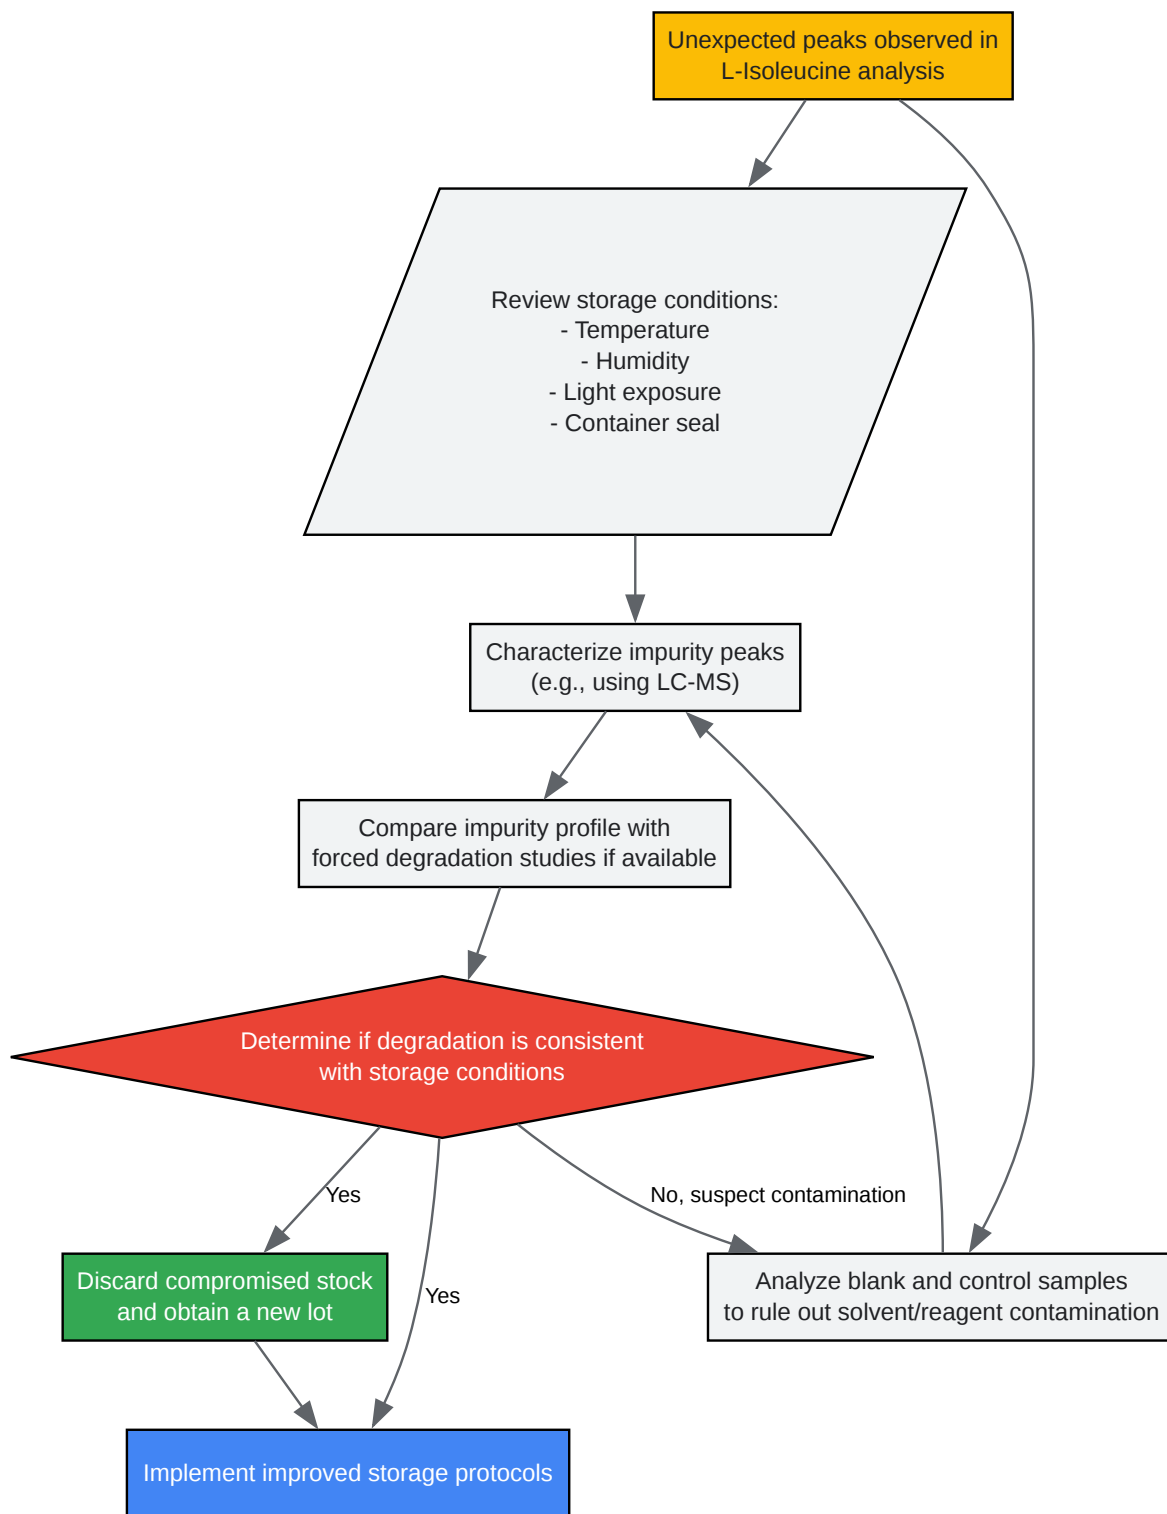 Unexpected peaks observed in
L-Isoleucine analysis
Review storage conditions:
- Temperature
- Humidity
- Light exposure
- Container seal
Characterize impurity peaks
(e.g., using LC-MS)
Compare impurity profile with
forced degradation studies if available
Determine if degradation is consistent
with storage conditions
Yes
No, suspect contamination
Discard compromised stock
and obtain a new lot
Yes
Analyze blank and control samples
to rule out solvent/reagent contamination
Implement improved storage protocols